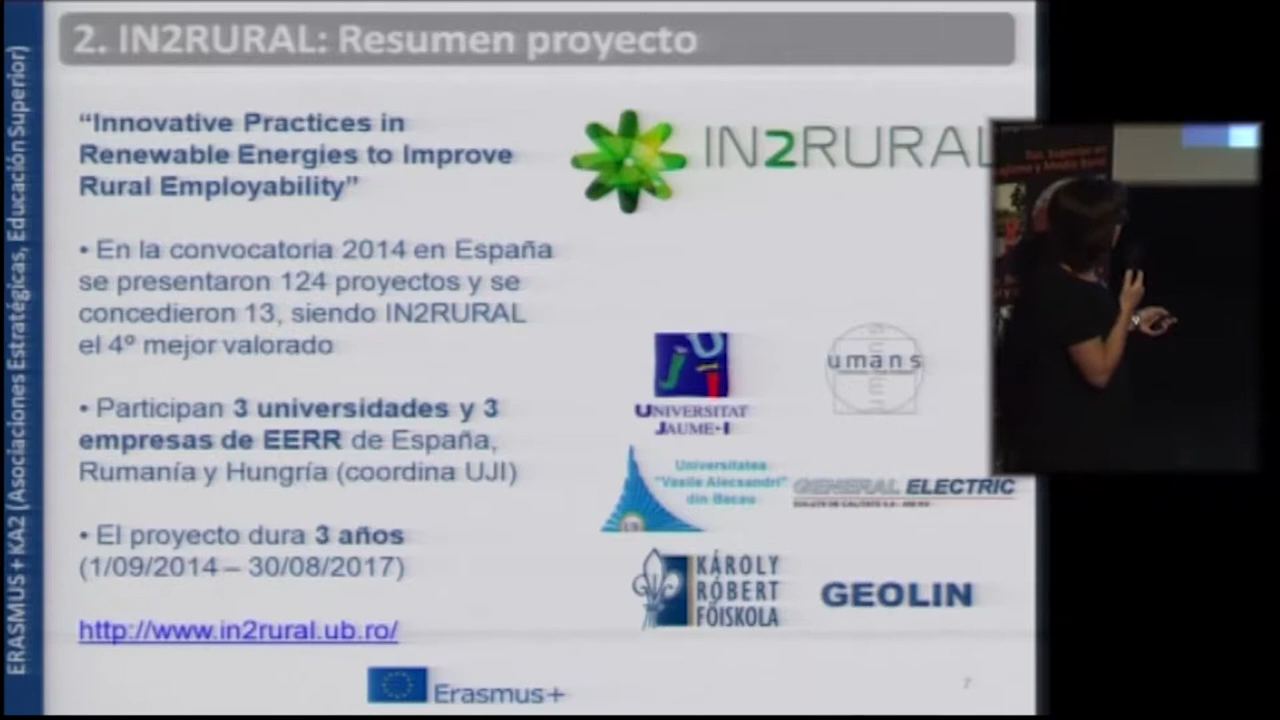 2. IN2RURAL: Resumen proyecto
ERASMUS + KA2 (Asociaciones Estratégicas, Educación Superior)
“Innovative Practices in
Renewable Energies to Improve
Rural Employability”
IN2RURAL
• En la convocatoria 2014 en España
se presentaron 124 proyectos y se
concedieron 13, siendo IN2RURAL
el 4º mejor valorado
• Participan 3 universidades y 3
empresas de EERR de España,
Rumanía y Hungría (coordina UJI)
• El proyecto dura 3 años
(1/09/2014 – 30/08/2017)
http://www.in2rural.ub.ro/
UNIVERSITAT
JAUME•I
umans
Universitatea
"Vasile Alecsandri"
din Bacau
GENERAL ELECTRIC
KÁROLY
RÓBERT
FŐISKOLA
GEOLIN
Erasmus+
7